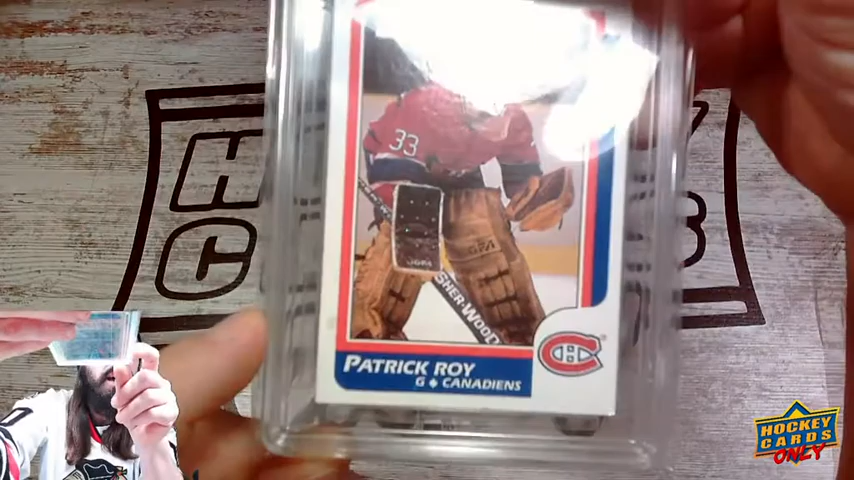 33
SHER-WOOD
PATRICK ROY
G CANADIENS
HOCKEY
CARDS
ONLY